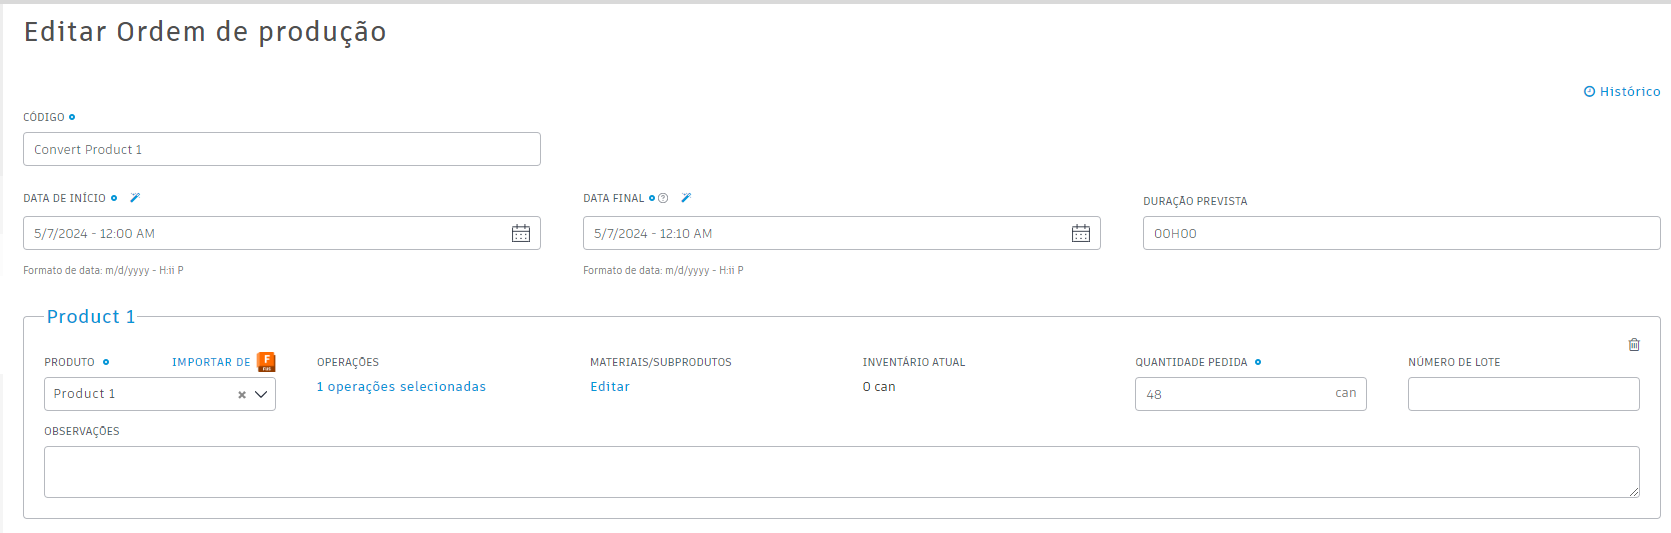 Editar Ordem de produção
Histórico
CÓDIGO
Convert Product 1
DATA DE INÍCIO DATA FINAL DURAÇÃO PREVISTA
5/7/2024 - 12:00 AM 5/7/2024 - 12:10 AM 00H00
Formato de data: m/d/yyyy - H:ii P Formato de data: m/d/yyyy - H:ii P
Product 1
PRODUTO IMPORTAR DE F OPERAÇÕES MATERIAIS/SUBPRODUTOS INVENTÁRIO ATUAL QUANTIDADE PEDIDA NÚMERO DE LOTE
Product 1 1 operações selecionadas Editar 0 can 48 can
OBSERVAÇÕES